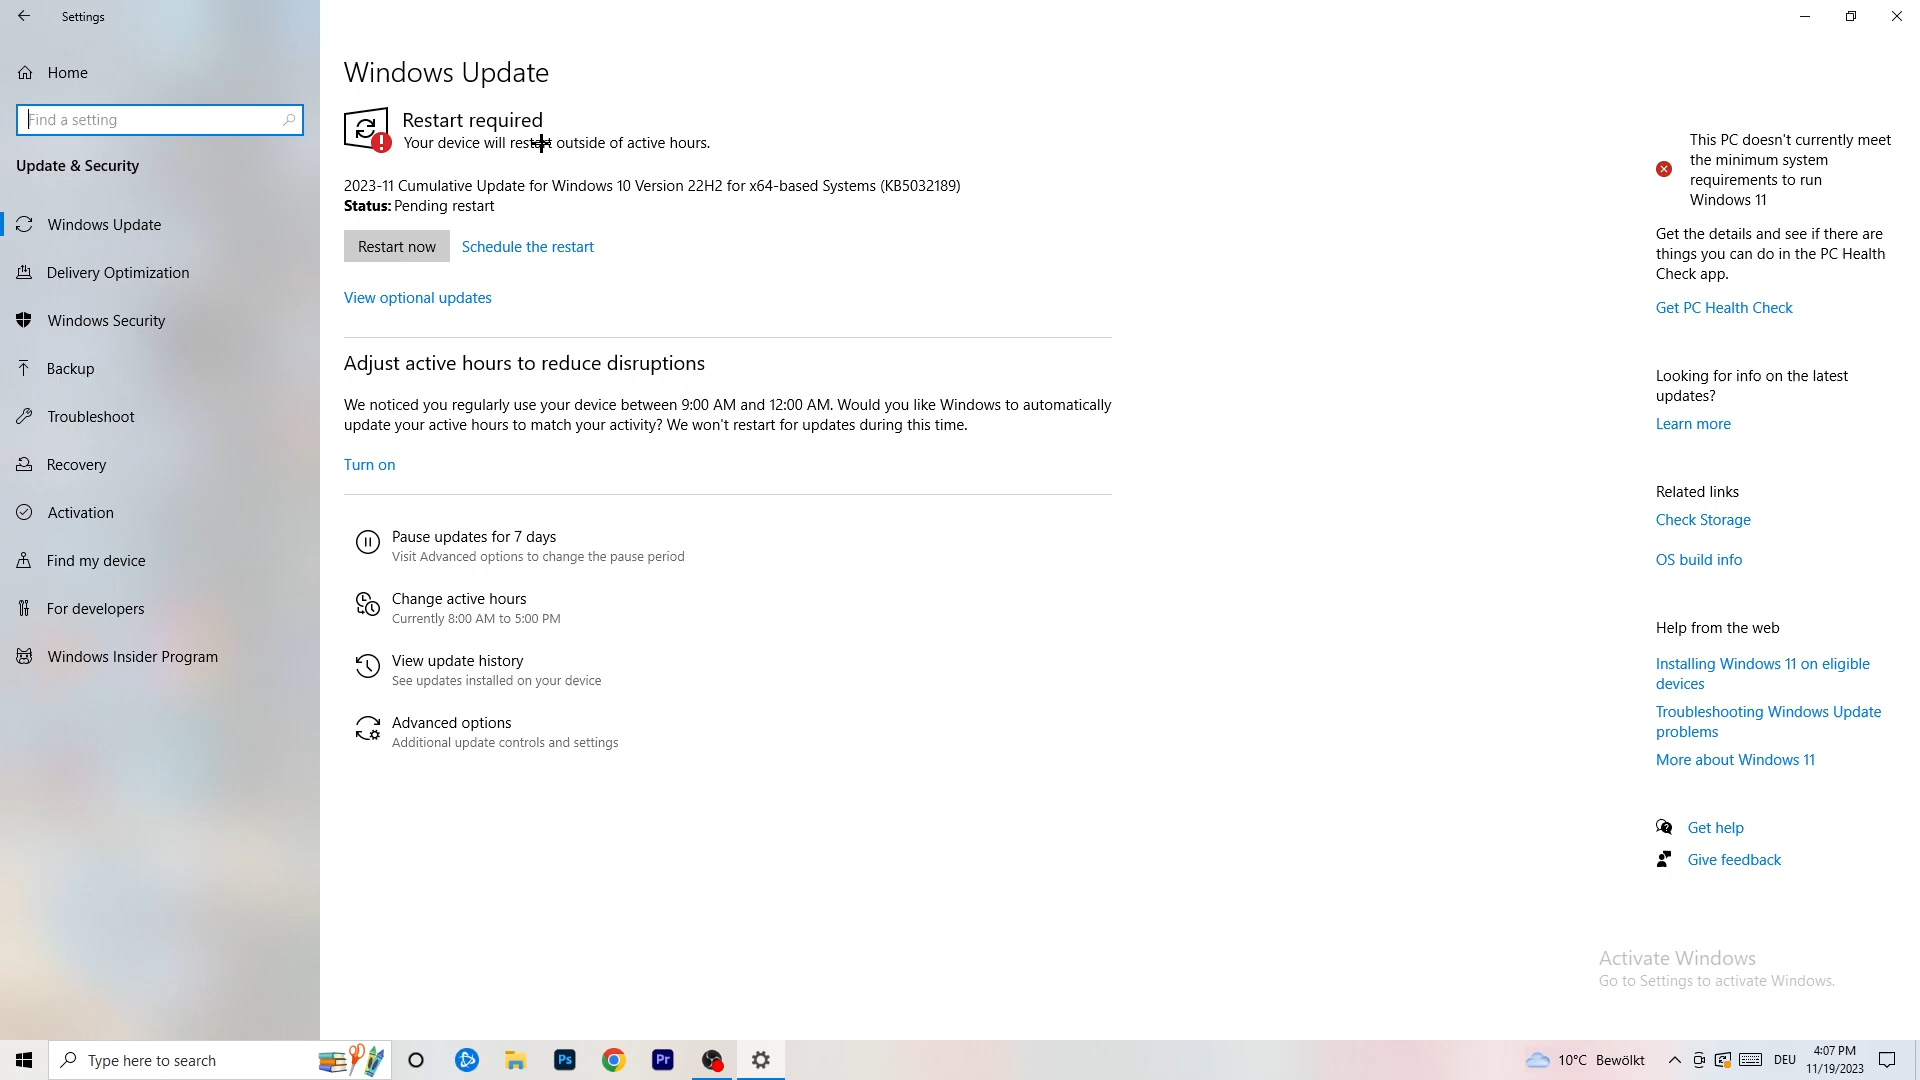 Settings
Home
Find a setting
Update & Security
Windows Update
Delivery Optimization
Windows Security
Backup
Troubleshoot
Recovery
Activation
Find my device
For developers
Windows Insider Program
Windows Update
Restart required
Your device will restart outside of active hours.
2023-11 Cumulative Update for Windows 10 Version 22H2 for x64-based Systems (KB5032189)
Status: Pending restart
Restart now
Schedule the restart
View optional updates
Adjust active hours to reduce disruptions
We noticed you regularly use your device between 9:00 AM and 12:00 AM. Would you like Windows to automatically
update your active hours to match your activity? We won't restart for updates during this time.
Turn on
Pause updates for 7 days
Visit Advanced options to change the pause period
Change active hours
Currently 8:00 AM to 5:00 PM
View update history
See updates installed on your device
Advanced options
Additional update controls and settings
This PC doesn't currently meet
the minimum system
requirements to run
Windows 11
Get the details and see if there are
things you can do in the PC Health
Check app.
Get PC Health Check
Looking for info on the latest
updates?
Learn more
Related links
Check Storage
OS build info
Help from the web
Installing Windows 11 on eligible
devices
Troubleshooting Windows Update
problems
More about Windows 11
Get help
Give feedback
Activate Windows
Go to Settings to activate Windows.
Type here to search
Ps
Pr
10°C Bewölkt
DEU
4:07 PM
11/19/2023